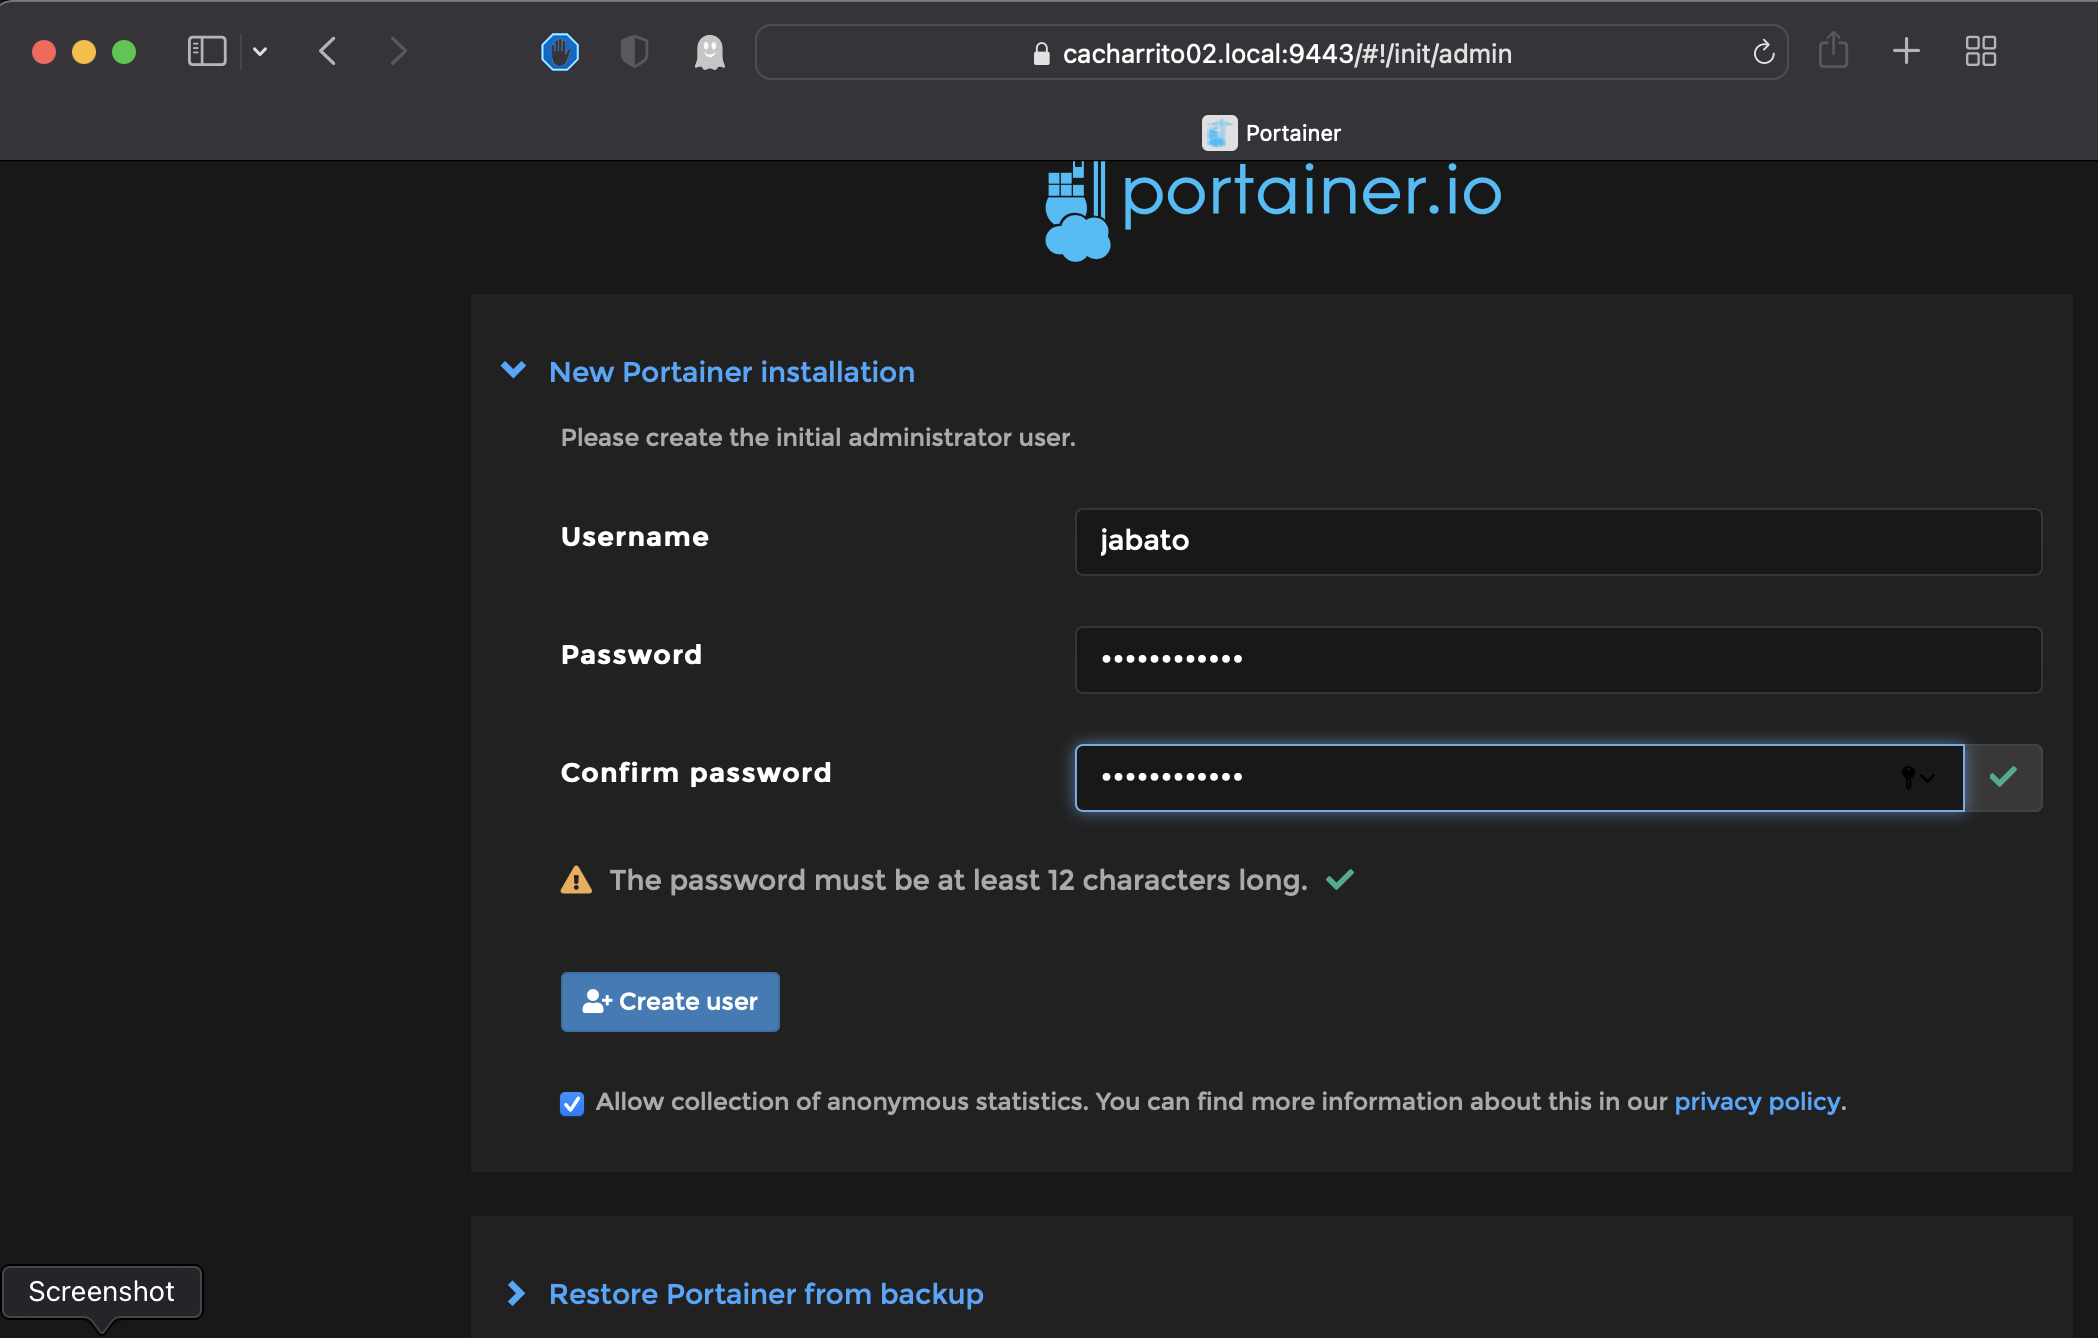 cacharrito02.local:9443/#!/init/admin
Portainer
portainer.io
New Portainer installation
Please create the initial administrator user.
Username
jabato
Password
••••••••••••
Confirm password
••••••••••••
The password must be at least 12 characters long.
Create user
Allow collection of anonymous statistics. You can find more information about this in our privacy policy.
Restore Portainer from backup
Screenshot